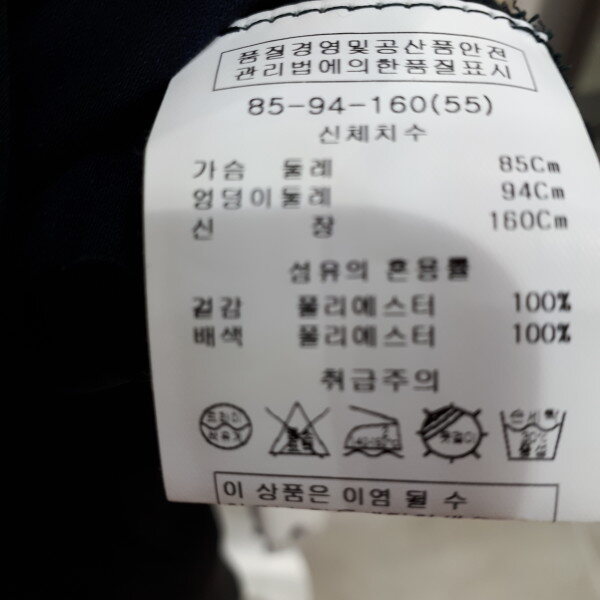 품질경영및공산품안전
관리법에의한품질표시
85-94-160(55)
신체치수
가슴 둘레 85Cm
엉덩이둘레 94Cm
신 장 160Cm
섬유의 혼용률
겉감 폴리에스터 100%
배색 폴리에스터 100%
취급주의
손세탁
이 상품은 이염 될 수